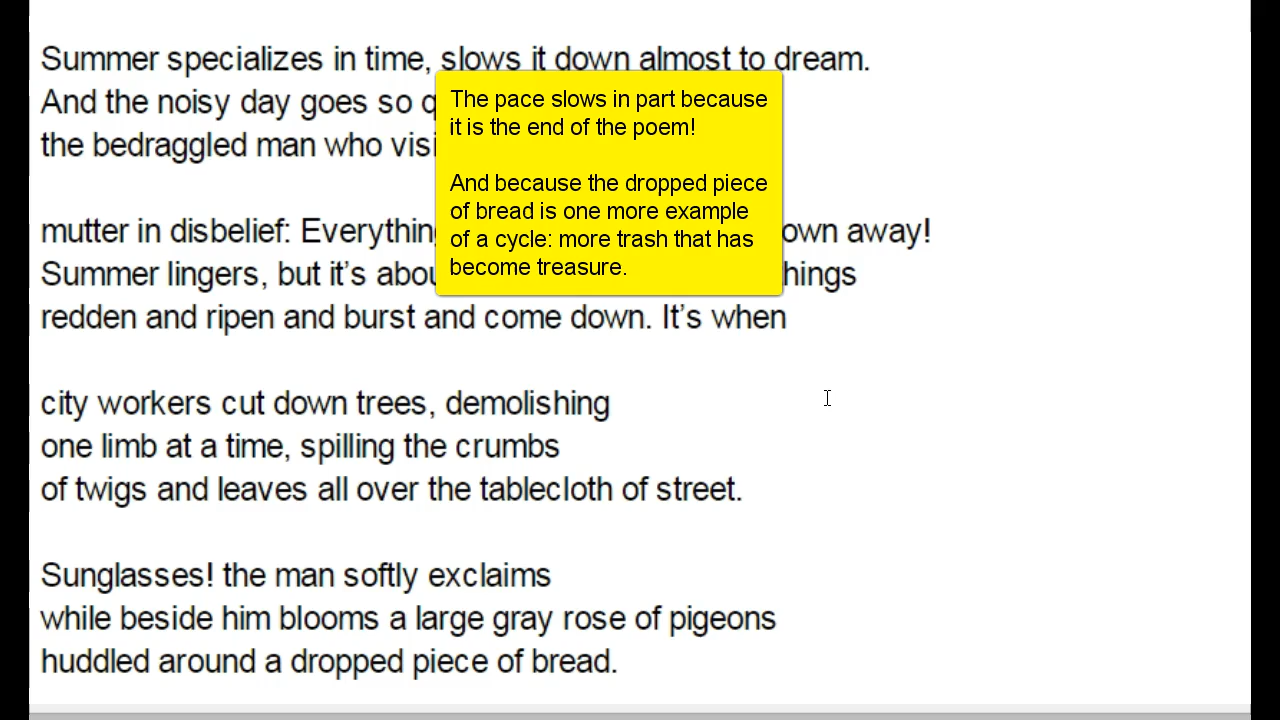 Summer specializes in time, slows it down almost to dream.
And the noisy day goes so
the bedraggled man who
The pace slows in part because
it is the end of the poem!
And because the dropped piece
of bread is one more example
of a cycle: more trash that has
become treasure.
mutter in disbelief: away!
Summer lingers, but it’s
redden and ripen and burst and come down. It’s when
city workers cut down trees, demolishing
one limb at a time, spilling the crumbs
of twigs and leaves all over the tablecloth of street.
Sunglasses! the man softly exclaims
while beside him blooms a large gray rose of pigeons
huddled around a dropped piece of bread.